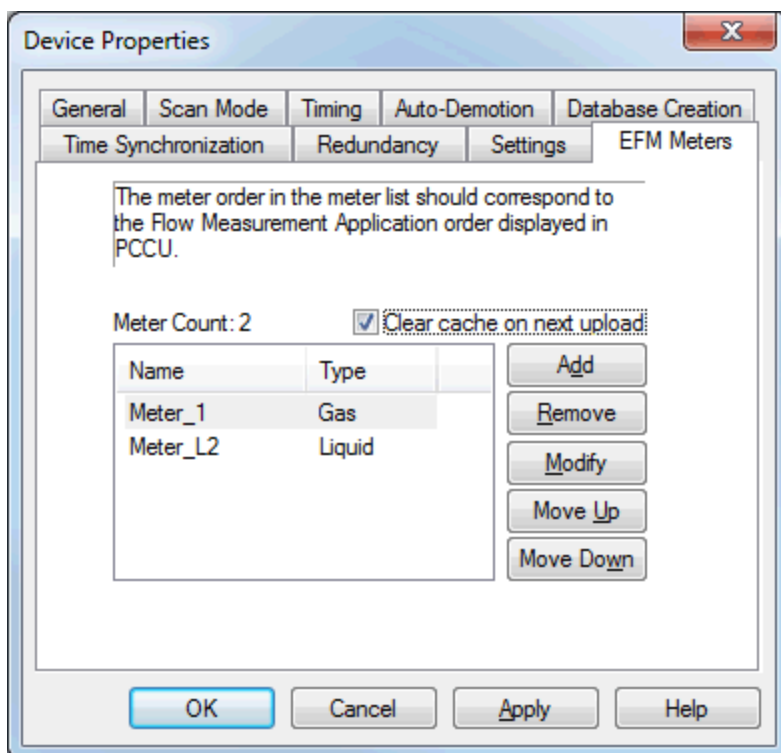 Device Properties
General Scan Mode Timing Auto-Demotion Database Creation
Time Synchronization Redundancy Settings EFM Meters
The meter order in the meter list should correspond to
the Flow Measurement Application order displayed in
PCCU.
Meter Count: 2 Clear cache on next upload
Name Type
Meter_1 Gas
Meter_L2 Liquid
Add
Remove
Modify
Move Up
Move Down
OK Cancel Apply Help